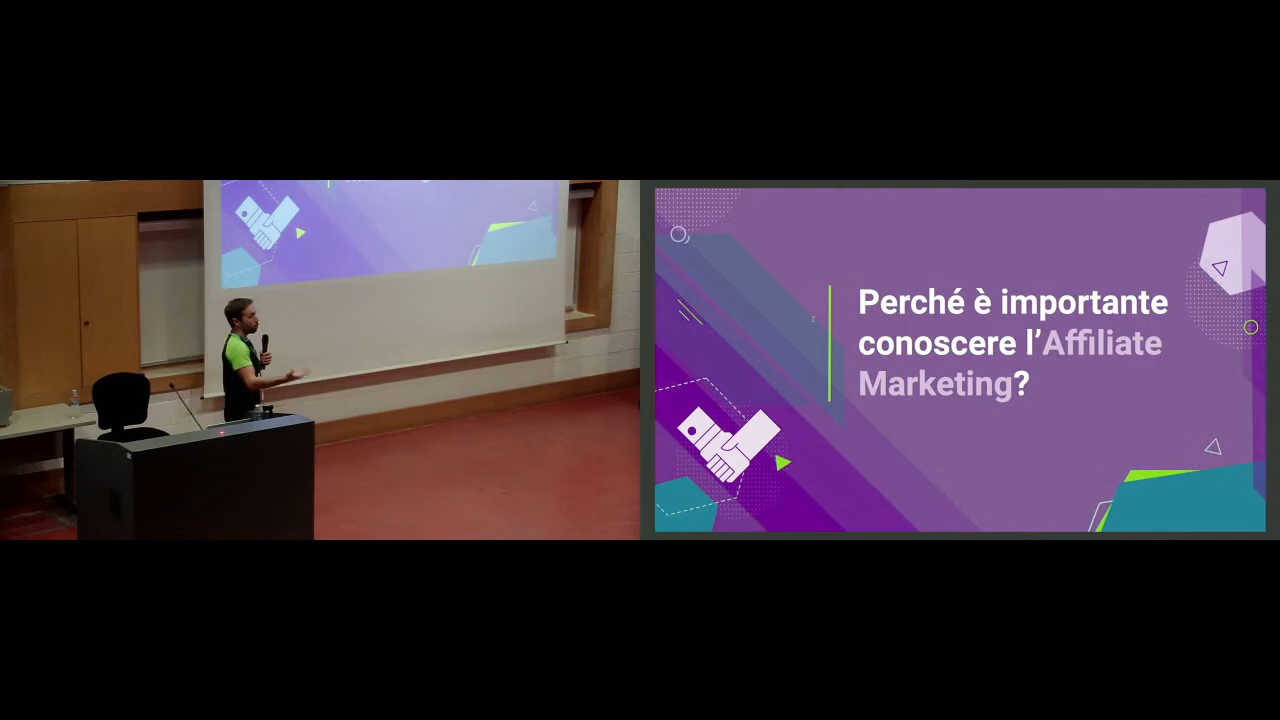 Perché è importante
conoscere l’Affiliate
Marketing?